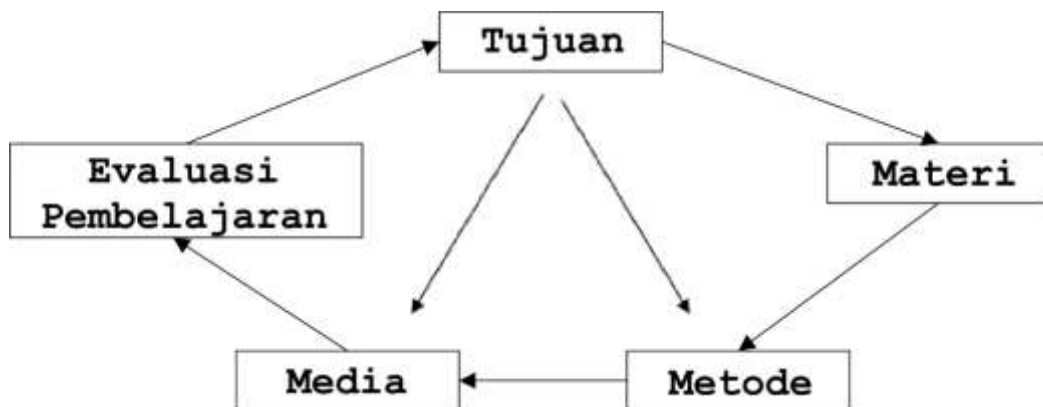 Tujuan
Evaluasi
Pembelajaran
Materi
Media
Metode